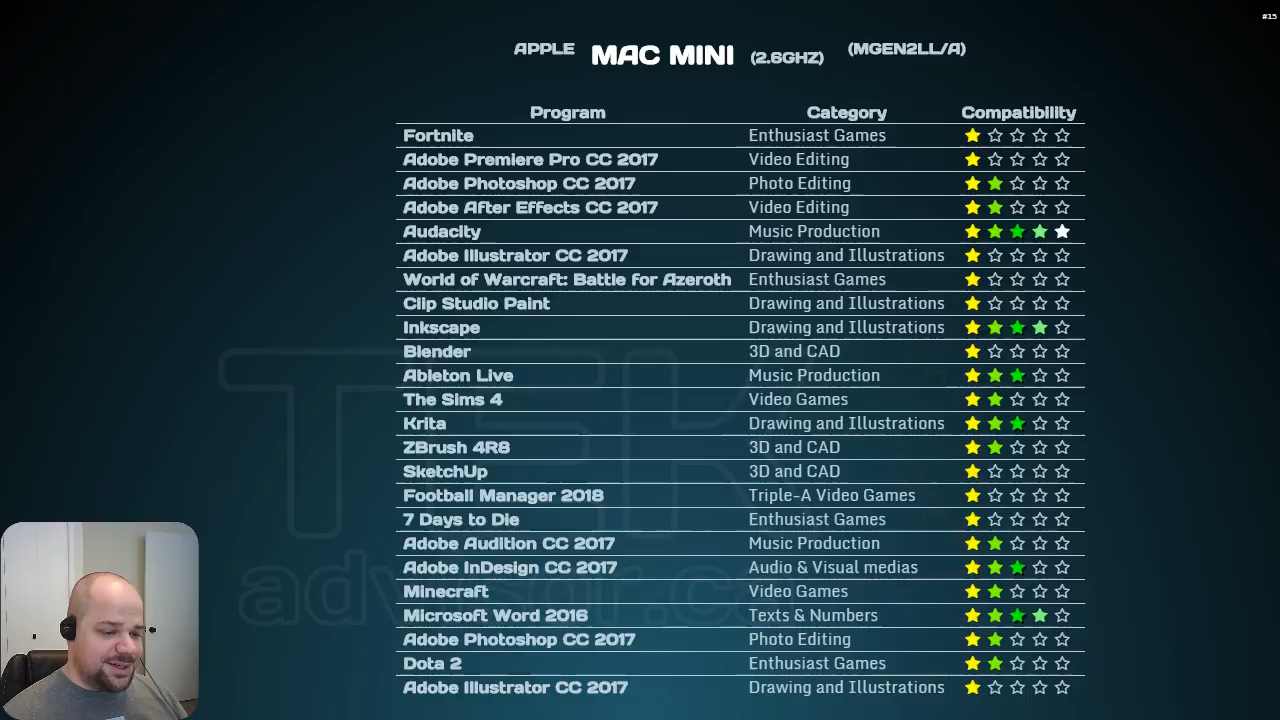 #15
APPLE MAC MINI (2.6GHZ) (MGEN2LL/A)
Program Category Compatibility
Fortnite Enthusiast Games
Adobe Premiere Pro CC 2017 Video Editing
Adobe Photoshop CC 2017 Photo Editing
Adobe After Effects CC 2017 Video Editing
Audacity Music Production
Adobe Illustrator CC 2017 Drawing and Illustrations
World of Warcraft: Battle for Azeroth Enthusiast Games
Clip Studio Paint Drawing and Illustrations
Inkscape Drawing and Illustrations
Blender 3D and CAD
Ableton Live Music Production
The Sims 4 Video Games
Krita Drawing and Illustrations
ZBrush 4R8 3D and CAD
SketchUp 3D and CAD
Football Manager 2018 Triple-A Video Games
7 Days to Die Enthusiast Games
Adobe Audition CC 2017 Music Production
Adobe InDesign CC 2017 Audio & Visual medias
Minecraft Video Games
Microsoft Word 2016 Texts & Numbers
Adobe Photoshop CC 2017 Photo Editing
Dota 2 Enthusiast Games
Adobe Illustrator CC 2017 Drawing and Illustrations